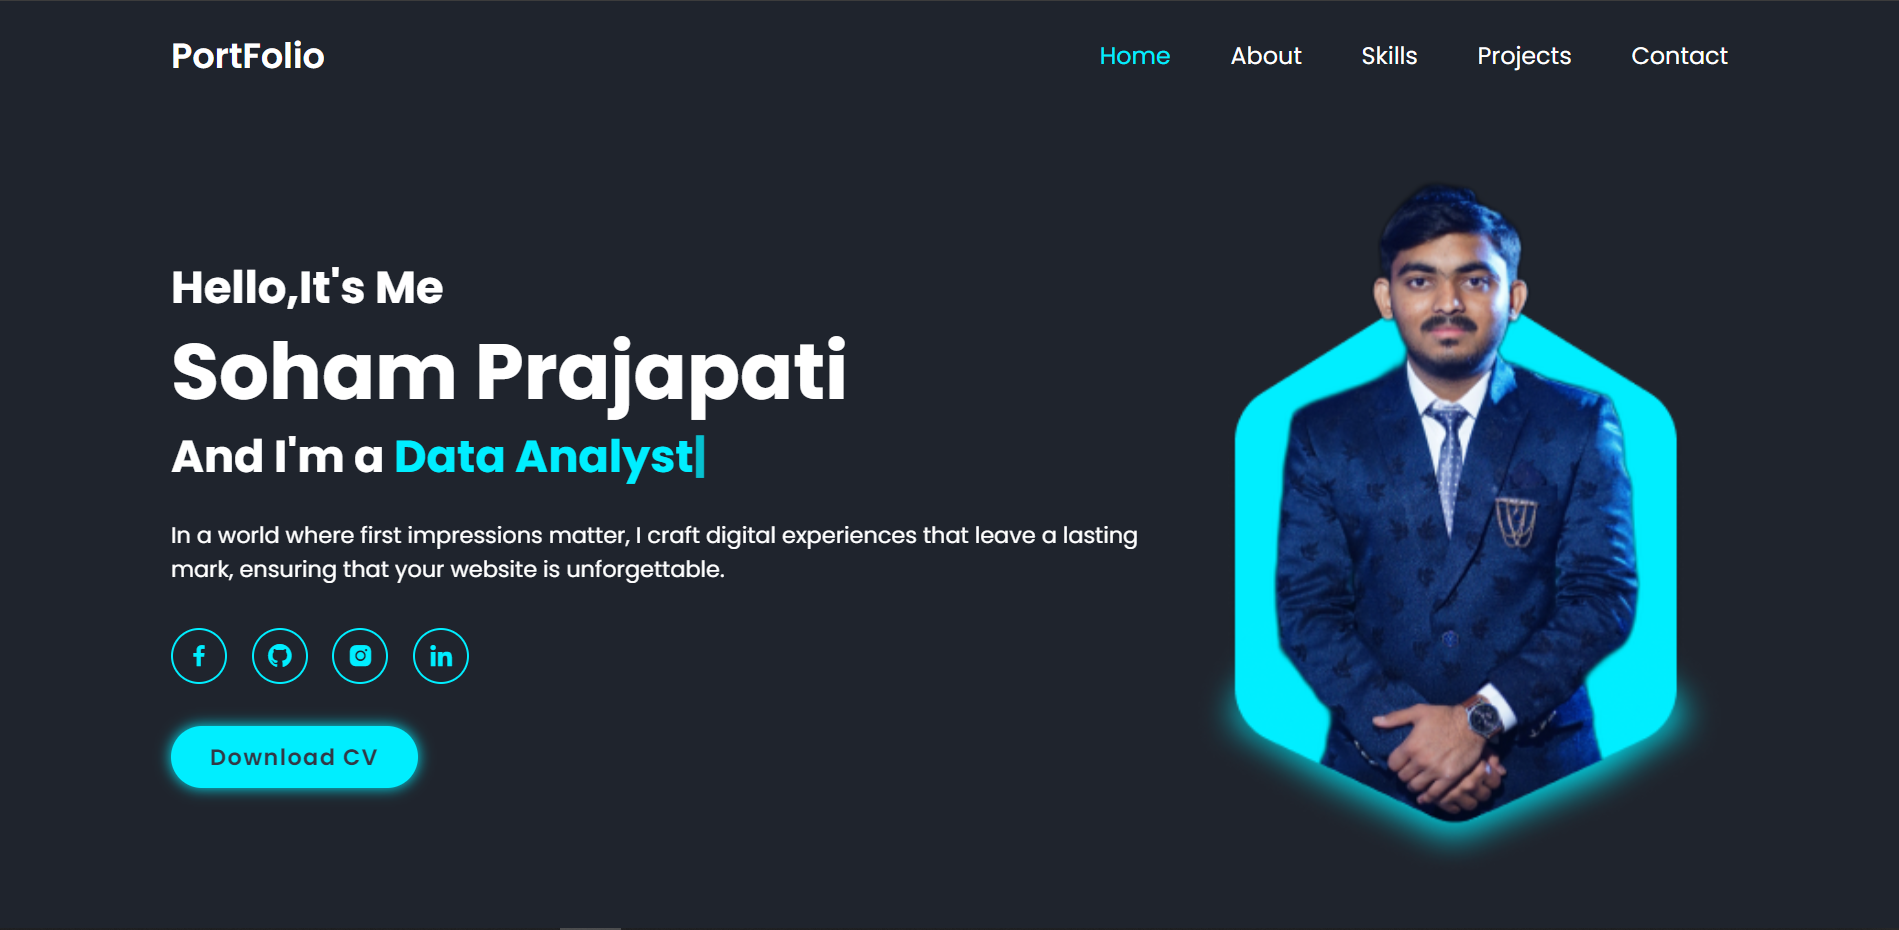 PortFolio
Home About Skills Projects Contact
Hello,It's Me
Soham Prajapati
And I'm a Data Analyst|
In a world where first impressions matter, I craft digital experiences that leave a lasting
mark, ensuring that your website is unforgettable.
Download CV